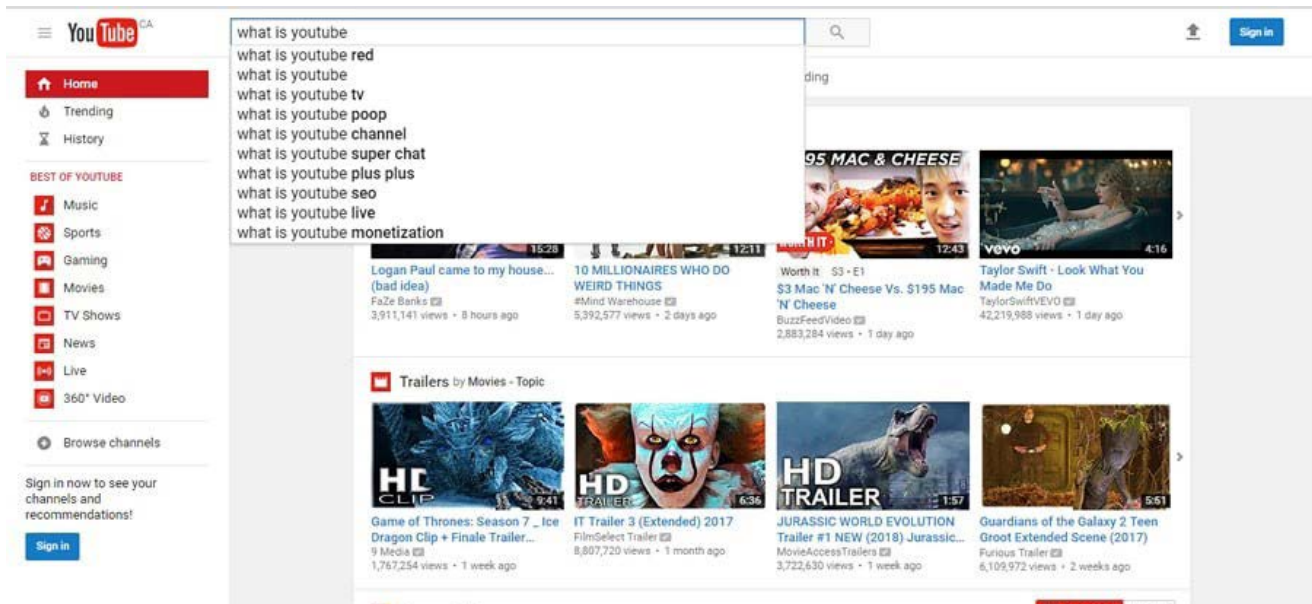 You Tube CA
what is youtube
Sign in
what is youtube red
what is youtube
what is youtube tv
what is youtube poop
what is youtube channel
what is youtube super chat
what is youtube plus plus
what is youtube seo
what is youtube live
what is youtube monetization
Home
Trending
History
BEST OF YOUTUBE
Music
Sports
Gaming
Movies
TV Shows
News
Live
360° Video
Browse channels
Sign in now to see your
channels and
recommendations!
Sign in
ding
95 MAC & CHEESE
WORTH IT
vevo
15:28
12:11
12:43
4:16
Logan Paul came to my house...
(bad idea)
FaZe Banks
3,911,141 views • 8 hours ago
10 MILLIONAIRES WHO DO
WEIRD THINGS
#Mind Warehouse
5,392,577 views • 2 days ago
Worth It S3 - E1
$3 Mac 'N' Cheese Vs. $195 Mac
'N' Cheese
BuzzFeedVideo
2,883,284 views • 1 day ago
Taylor Swift - Look What You
Made Me Do
TaylorSwiftVEVO
42,219,988 views • 1 day ago
Trailers by Movies - Topic
HD
CLIP
9:41
HD
TRAILER
6:36
HD
TRAILER
1:57
5:51
Game of Thrones: Season 7 _ Ice
Dragon Clip + Finale Trailer...
9 Media
1,767,254 views • 1 week ago
IT Trailer 3 (Extended) 2017
FilmSelect Trailer
8,807,720 views • 1 month ago
JURASSIC WORLD EVOLUTION
Trailer #1 NEW (2018) Jurassic...
MovieAccessTrailers
3,722,630 views • 1 week ago
Guardians of the Galaxy 2 Teen
Groot Extended Scene (2017)
Furious Trailer
6,109,972 views • 2 weeks ago